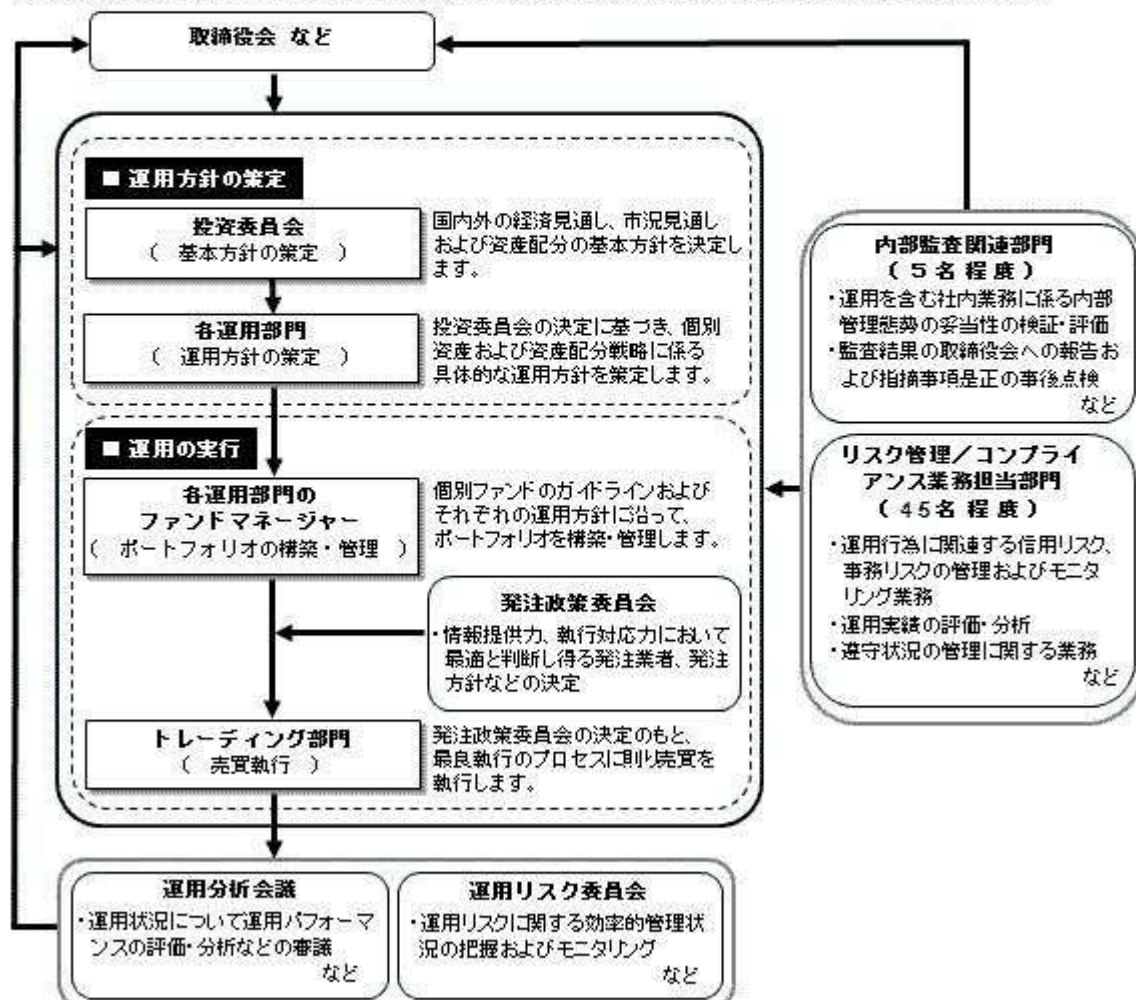 取締役会 など
■ 運用方針の策定
投資委員会
( 基本方針の策定 )
国内外の経済見通し、市況見通し
および資産配分の基本方針を決定し
ます。
各運用部門
( 運用方針の策定 )
投資委員会の決定に基づき、個別
資産および資産配分戦略に係る
具体的な運用方針を策定します。
■ 運用の実行
各運用部門の
ファンドマネージャー
( ポートフォリオの構築・管理 )
個別ファンドのガイドラインおよび
それぞれの運用方針に沿って、
ポートフォリオを構築・管理します。
発注政策委員会
・情報提供力、執行対応力において
最適と判断し得る発注業者、発注
方針などの決定
トレーディング部門
( 売買執行 )
発注政策委員会の決定のもと、
最良執行のプロセスに則り売買を
執行します。
内部監査関連部門
( 5名程度 )
・運用を含む社内業務に係る内部
管理態勢の妥当性の検証・評価
・監査結果の取締役会への報告お
よび指摘事項是正の事後点検
など
リスク管理／コンプライ
アンス業務担当部門
( 45名程度 )
・運用行為に関連する信用リスク、
事務リスクの管理およびモニタ
リング業務
・運用実績の評価・分析
・遵守状況の管理に関する業務
など
運用分析会議
・運用状況について運用パフォーマ
ンスの評価・分析などの審議
など
運用リスク委員会
・運用リスクに関する効率的管理状
況の把握およびモニタリング
など